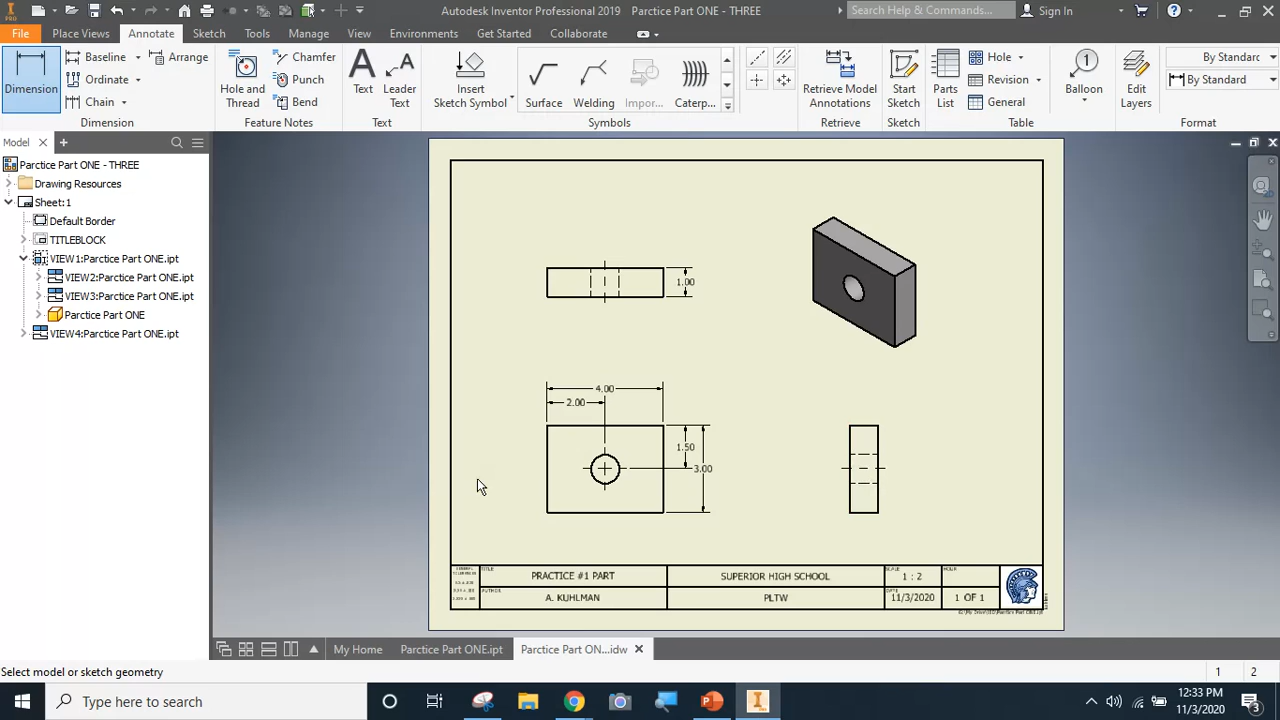 PRO
Autodesk Inventor Professional 2019 Parctice Part ONE - THREE
Search Help & Commands...
Sign In
File Place Views Annotate Sketch Tools Manage View Environments Get Started Collaborate
Dimension
Baseline
Arrange
Ordinate
Chain
Dimension
Hole and
Thread
Chamfer
Punch
Bend
Feature Notes
Text
Leader
Text
Text
Insert
Sketch Symbol
Surface
Welding
Impor...
Caterp...
Symbols
Retrieve Model
Annotations
Retrieve
Start
Sketch
Sketch
Parts
List
Hole
Revision
General
Table
Balloon
Edit
Layers
By Standar
By Standard
Format
Model
Parctice Part ONE - THREE
Drawing Resources
Sheet:1
Default Border
TITLEBLOCK
VIEW1:Parctice Part ONE.ipt
VIEW2:Parctice Part ONE.ipt
VIEW3:Parctice Part ONE.ipt
Parctice Part ONE
VIEW4:Parctice Part ONE.ipt
1.00
4.00
2.00
1.50
3.00
TITLE
PRACTICE #1 PART
SUPERIOR HIGH SCHOOL
SCALE
1 : 2
HOUR
AUTHOR
A. KUHLMAN
PLTW
DATE
11/3/2020
1 OF 1
My Home
Parctice Part ONE.ipt
Parctice Part ON...idw
Select model or sketch geometry
1 2
Type here to search
12:33 PM
11/3/2020
3